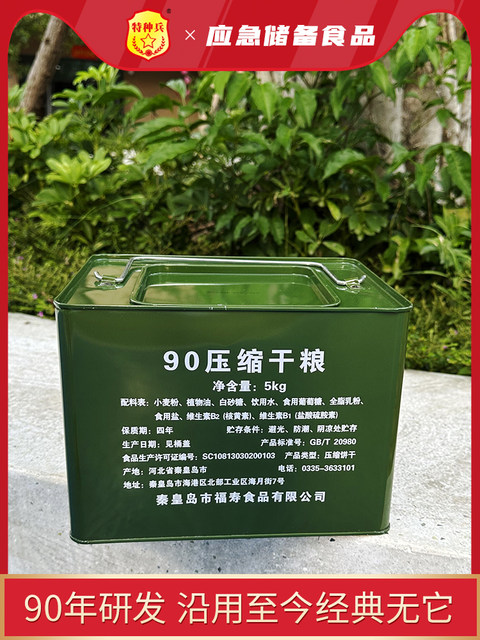 特种兵 × 应急储备食品
90压缩干粮
净含量：5kg
配料表：小麦粉、植物油、白砂糖、饮用水、食用葡萄糖、全脂乳粉、
食用盐、维生素B2 (核黄素)、维生素B1 (盐酸硫胺素)
保质期：四年 贮存条件：避光、防潮、阴凉处贮存
生产日期：见桶盖 产品标准号：GB/T 20980
食品生产许可证编号：SC10813030200103 产品类型：压缩饼干
产地：河北省秦皇岛市 电话：0335-3633101
地址：秦皇岛市海港区北部工业区海月街7号
秦皇岛市福寿食品有限公司
90年研发 沿用至今经典无它